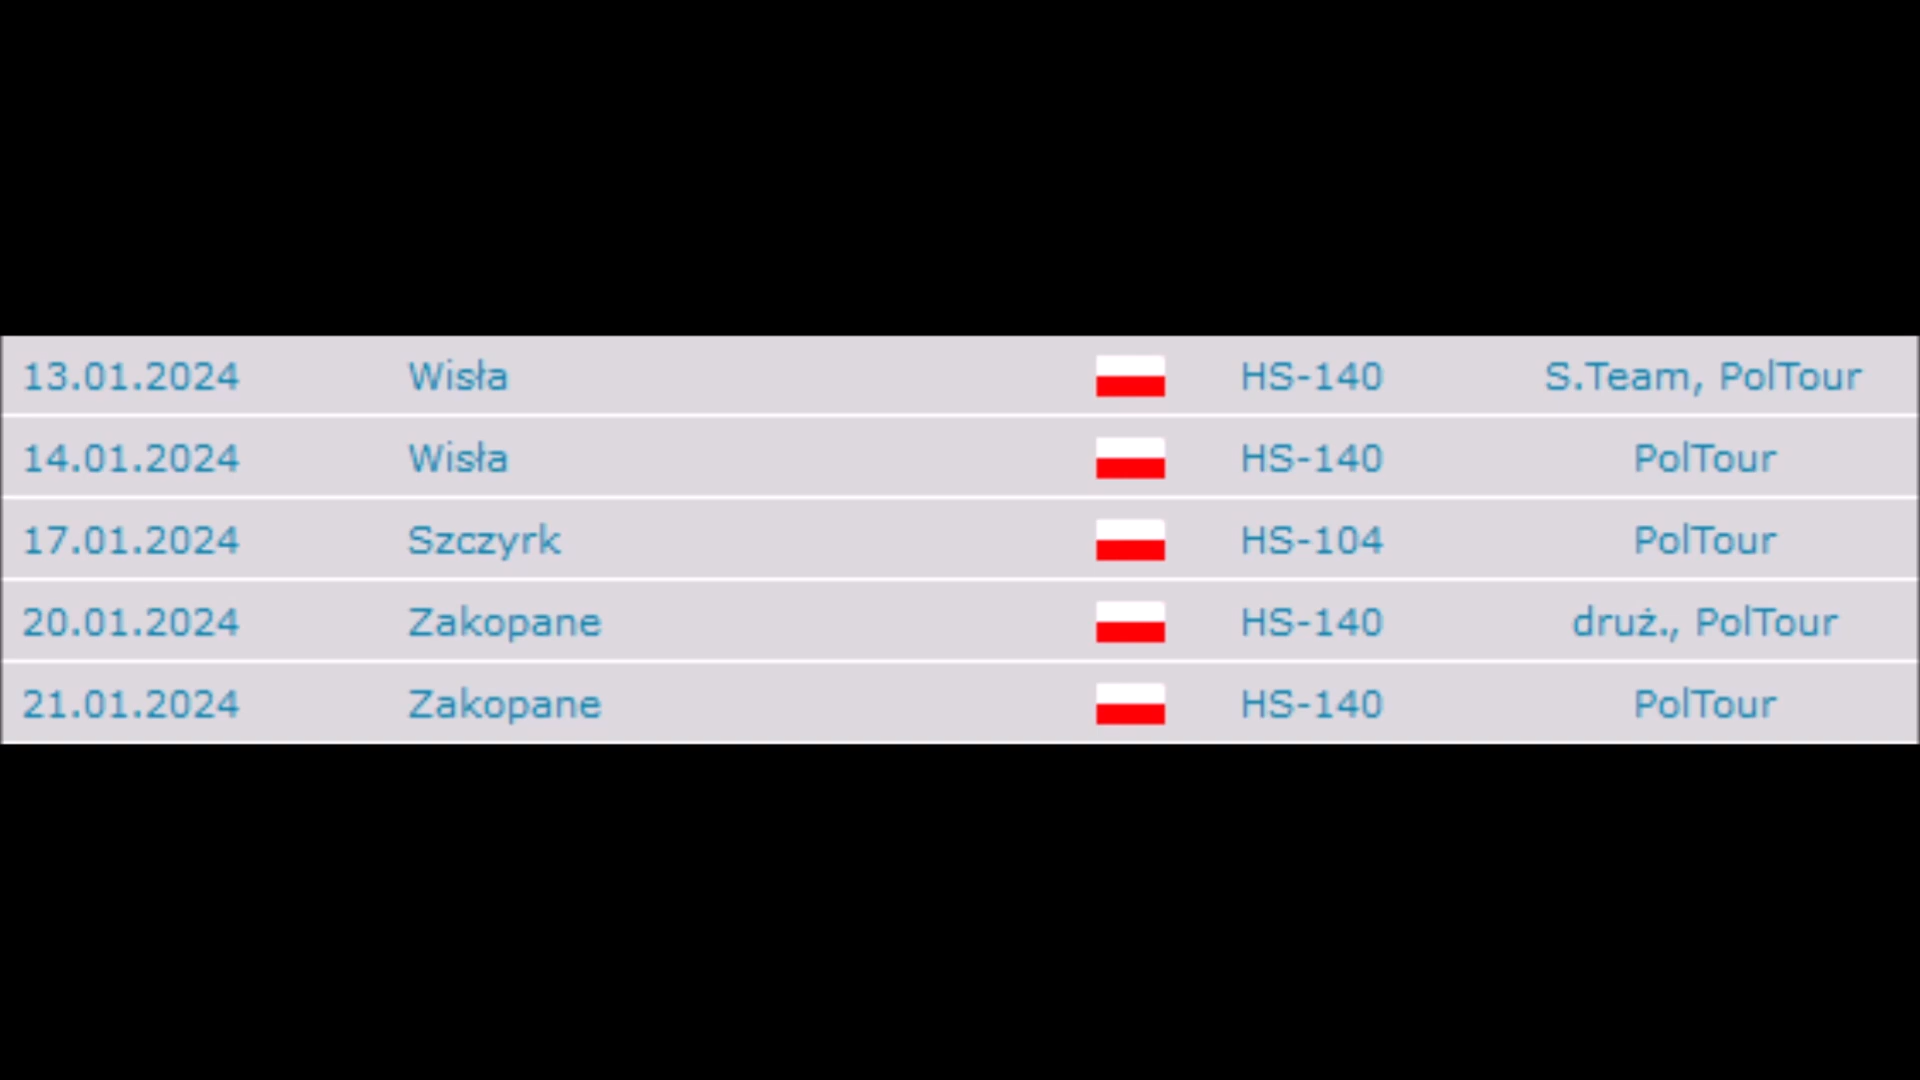 13.01.2024 Wisła HS-140 S.Team, PolTour
14.01.2024 Wisła HS-140 PolTour
17.01.2024 Szczyrk HS-104 PolTour
20.01.2024 Zakopane HS-140 druż., PolTour
21.01.2024 Zakopane HS-140 PolTour